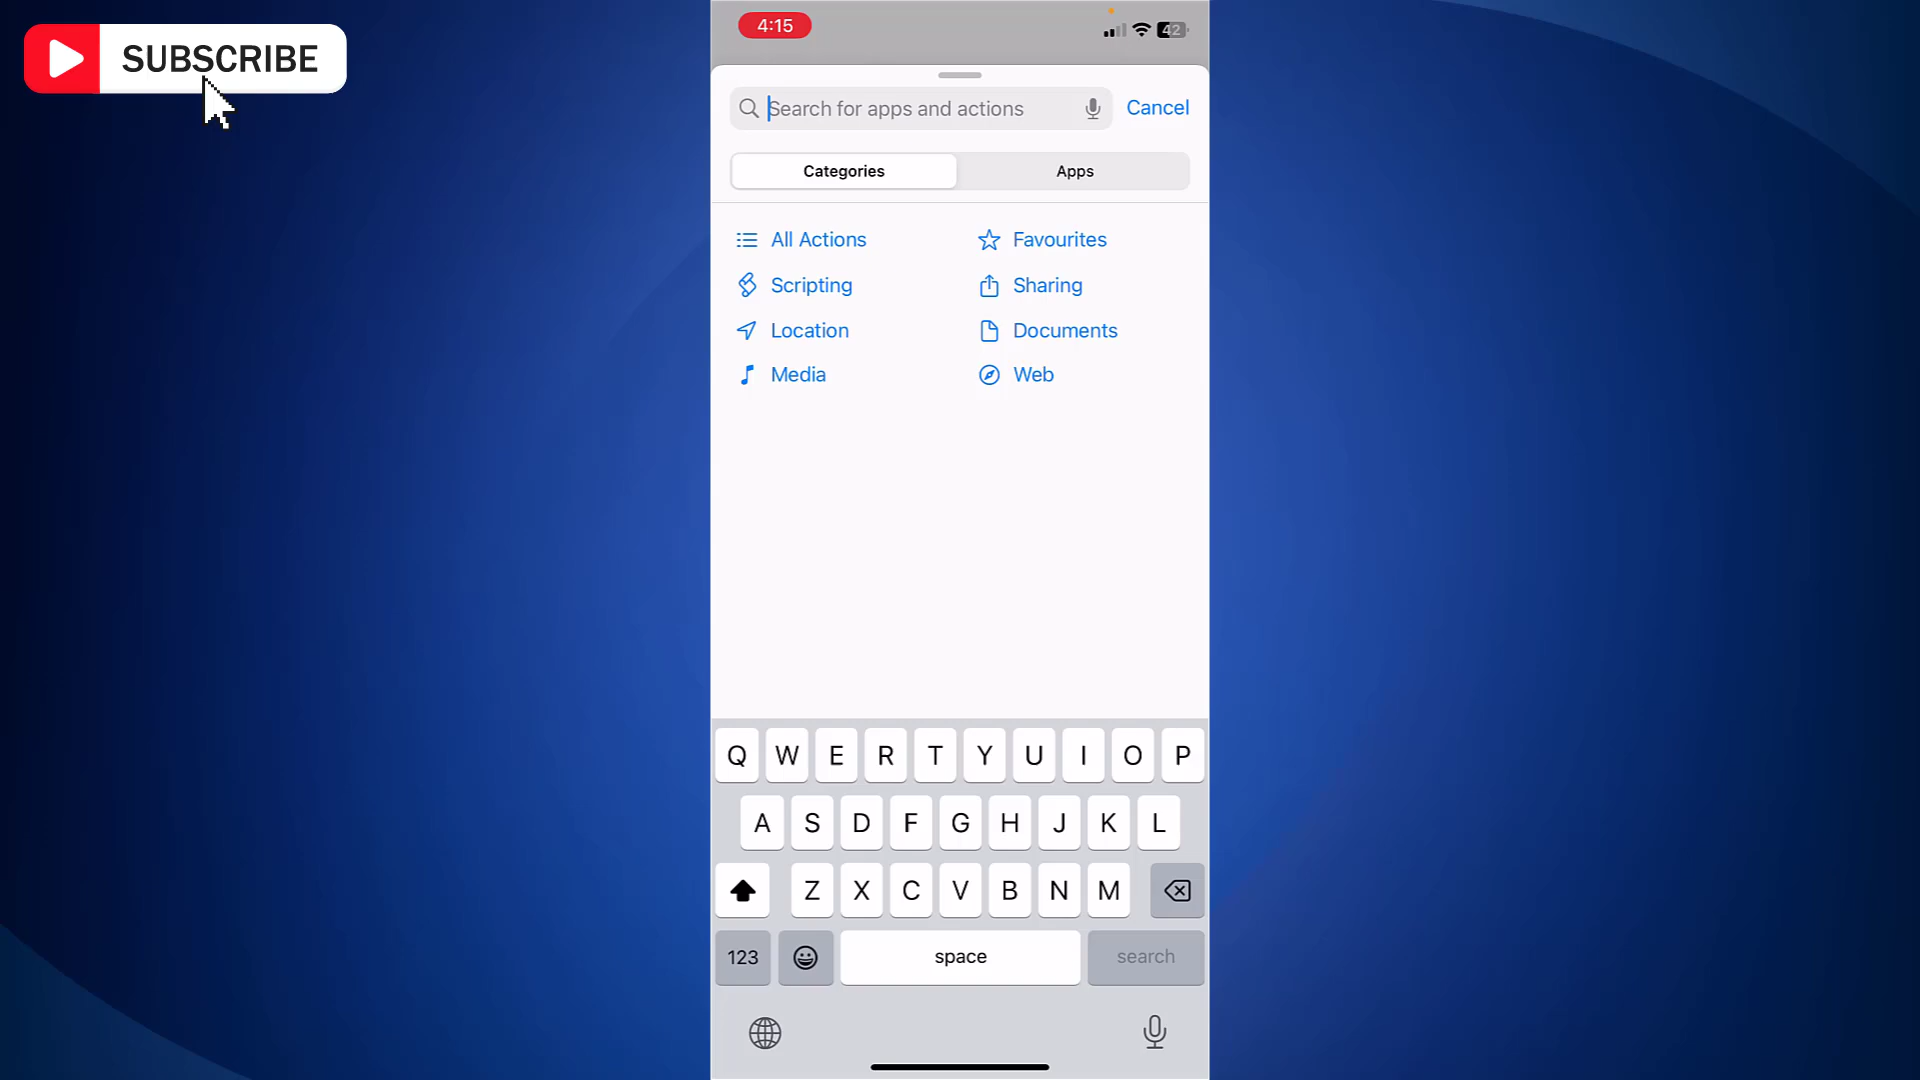 SUBSCRIBE
4:15
42
Search for apps and actions
Cancel
Categories
Apps
All Actions
Favourites
Scripting
Sharing
Location
Documents
Media
Web
Q W E R T Y U I O P
A S D F G H J K L
Z X C V B N M
123
space
search